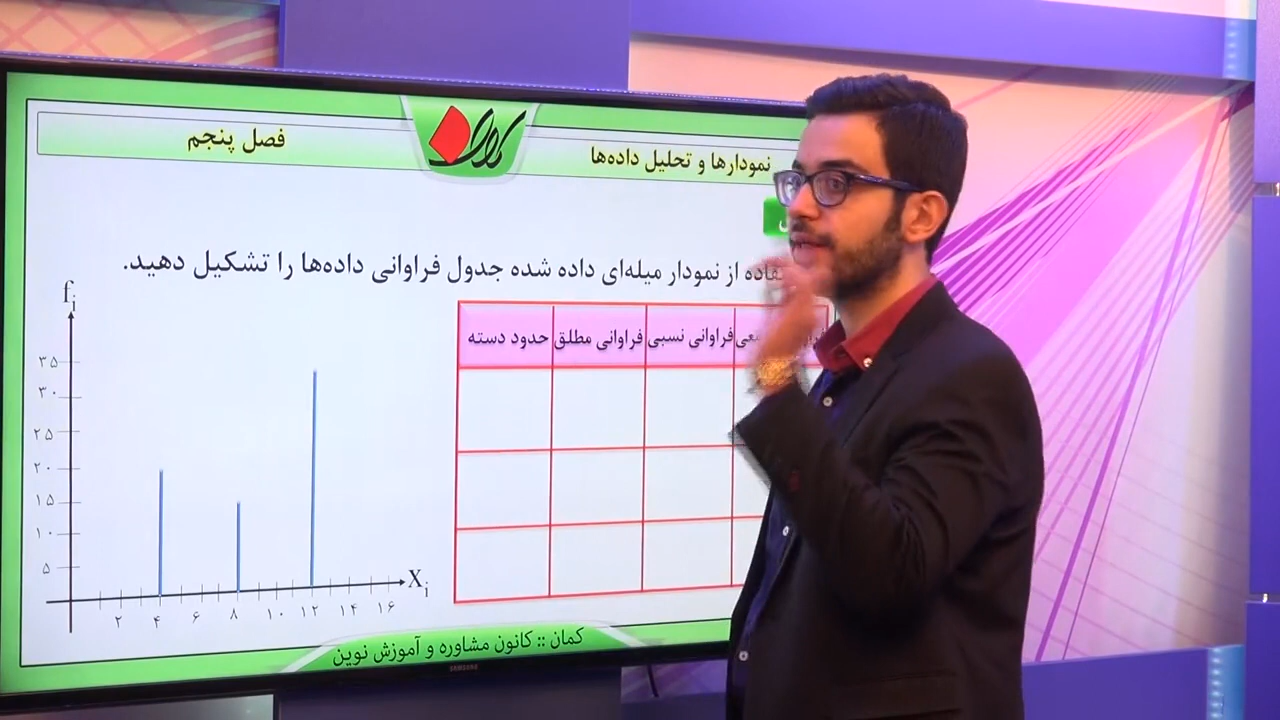 نمودارها و تحلیل داده‌ها
فصل پنجم
از نمودار میله‌ای داده شده جدول فراوانی داده‌ها را تشکیل دهید.
حدود دسته
فراوانی مطلق
فراوانی نسبی
fi
۳۵
۳۰
۲۵
۲۰
۱۵
۱۰
۵
۲ ۴ ۶ ۸ ۱۰ ۱۲ ۱۴ ۱۶
Xi
کمان :: کانون مشاوره و آموزش نوین
SAMSUNG